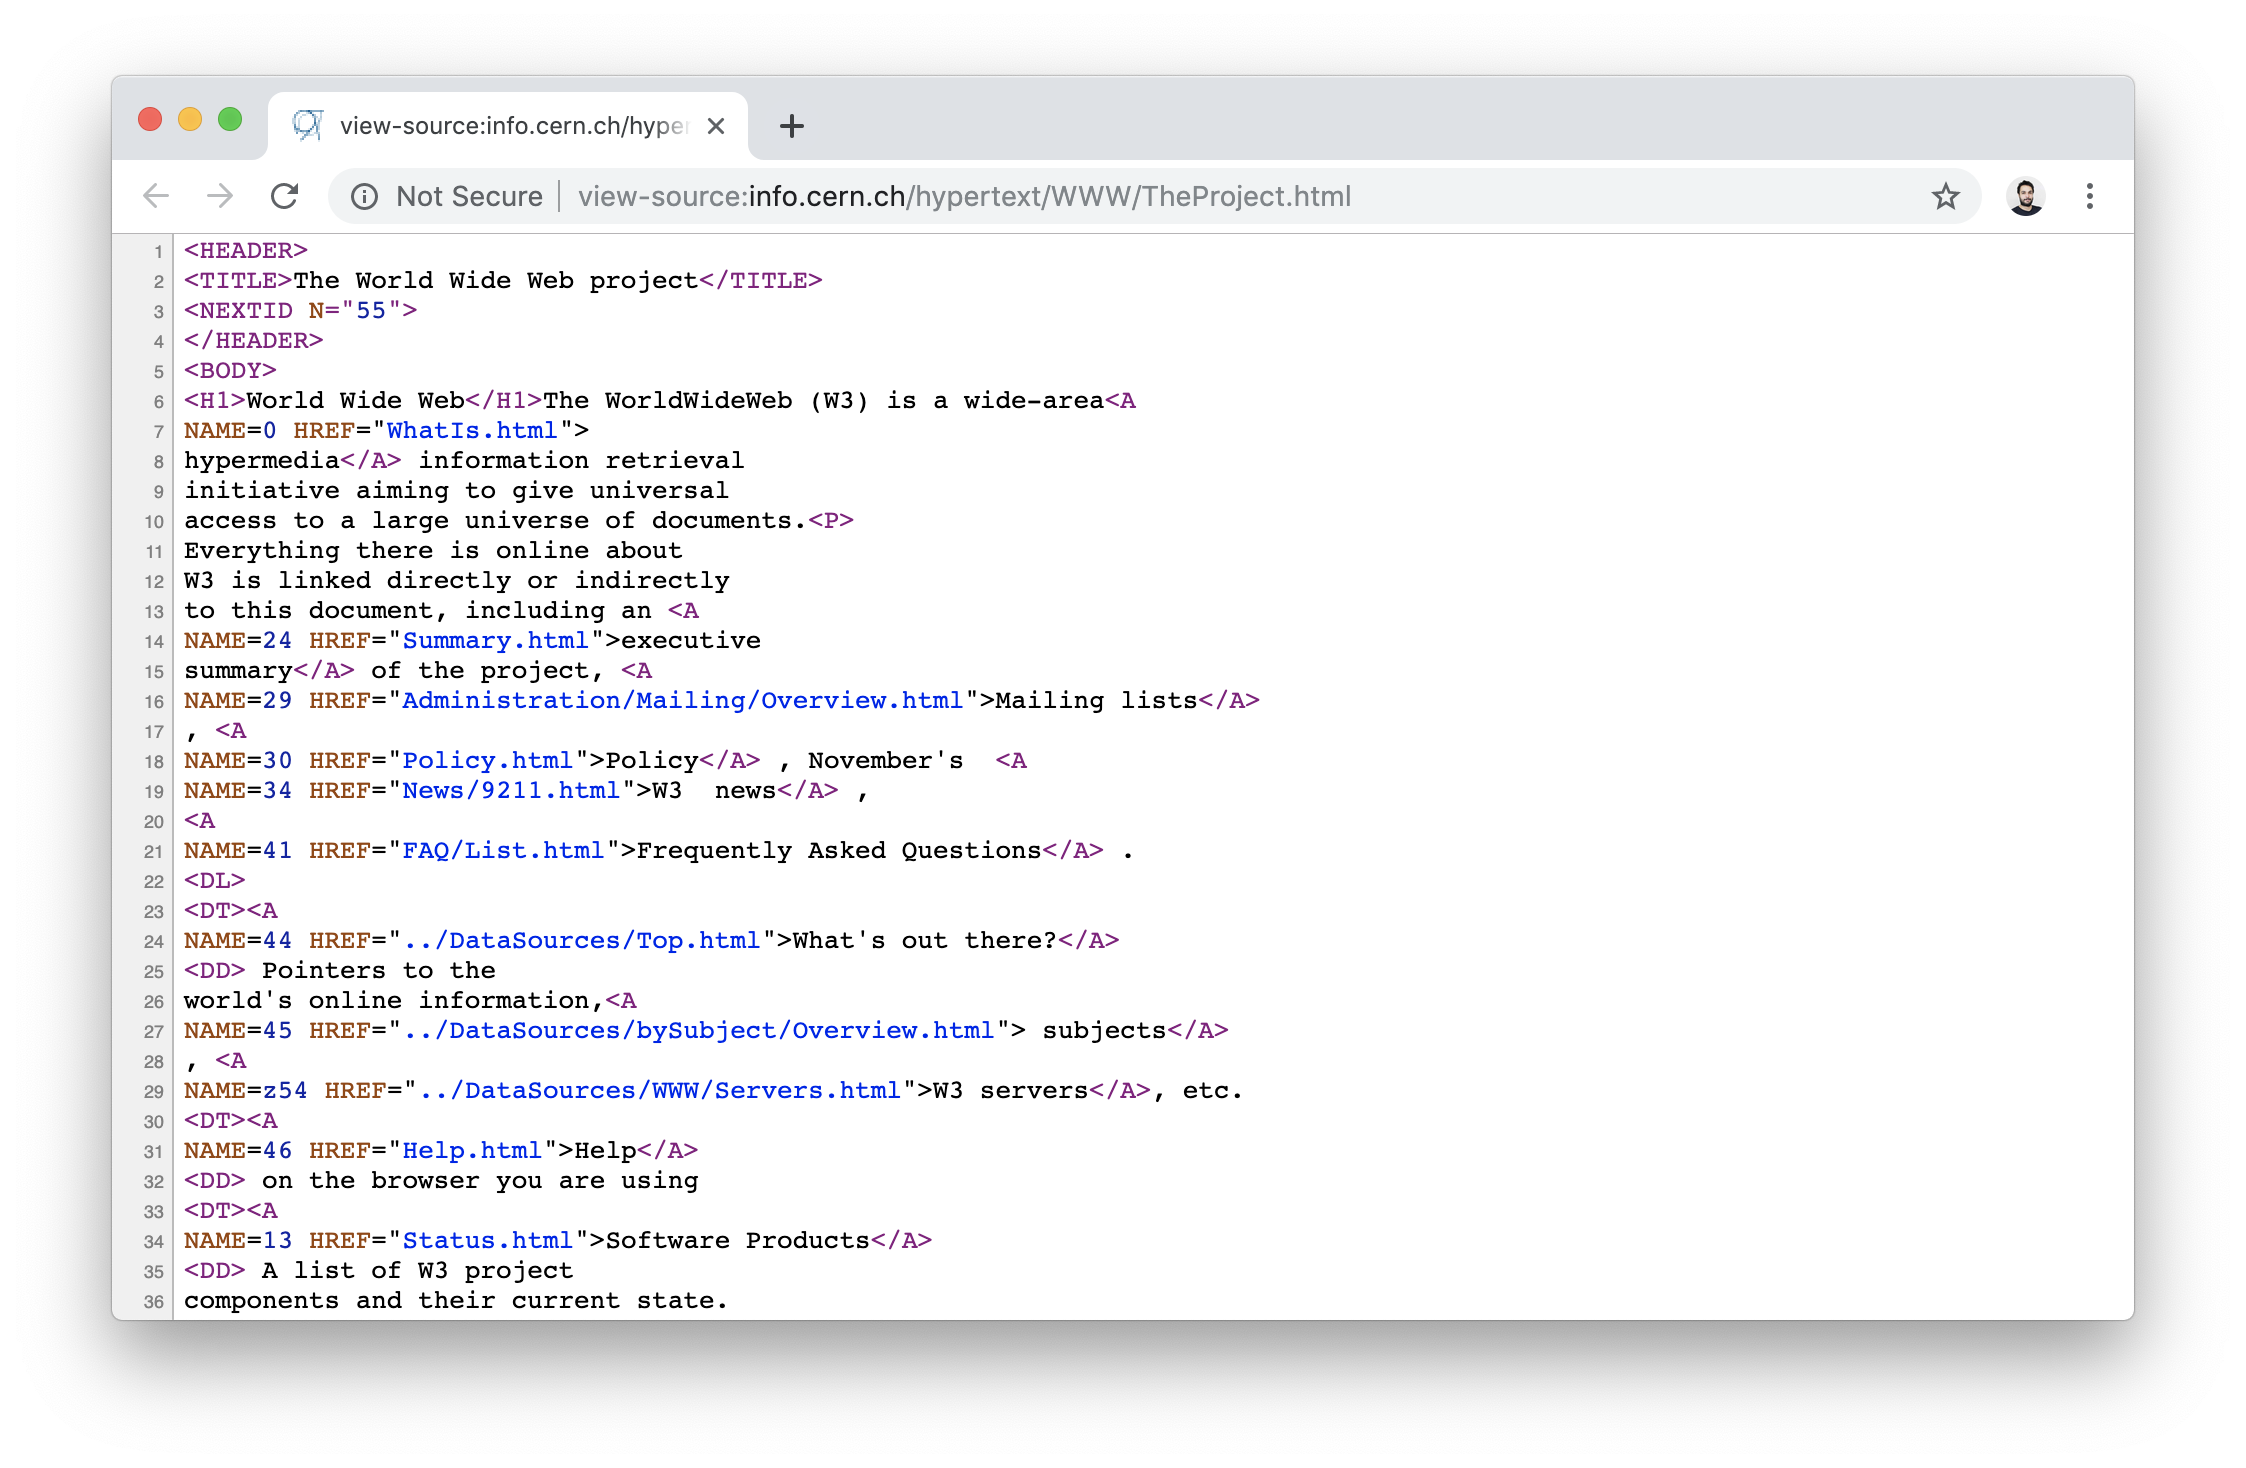 view-source:info.cern.ch/hyper
Not Secure view-source:info.cern.ch/hypertext/WWW/TheProject.html
1 <HEADER>
2 <TITLE>The World Wide Web project</TITLE>
3 <NEXTID N="55">
4 </HEADER>
5 <BODY>
6 <H1>World Wide Web</H1>The WorldWideWeb (W3) is a wide-area<A
7 NAME=0 HREF="WhatIs.html">
8 hypermedia</A> information retrieval
9 initiative aiming to give universal
10 access to a large universe of documents.<P>
11 Everything there is online about
12 W3 is linked directly or indirectly
13 to this document, including an <A
14 NAME=24 HREF="Summary.html">executive
15 summary</A> of the project, <A
16 NAME=29 HREF="Administration/Mailing/Overview.html">Mailing lists</A>
17 , <A
18 NAME=30 HREF="Policy.html">Policy</A> , November's  <A
19 NAME=34 HREF="News/9211.html">W3  news</A> ,
20 <A
21 NAME=41 HREF="FAQ/List.html">Frequently Asked Questions</A> .
22 <DL>
23 <DT><A
24 NAME=44 HREF="../DataSources/Top.html">What's out there?</A>
25 <DD> Pointers to the
26 world's online information,<A
27 NAME=45 HREF="../DataSources/bySubject/Overview.html"> subjects</A>
28 , <A
29 NAME=z54 HREF="../DataSources/WWW/Servers.html">W3 servers</A>, etc.
30 <DT><A
31 NAME=46 HREF="Help.html">Help</A>
32 <DD> on the browser you are using
33 <DT><A
34 NAME=13 HREF="Status.html">Software Products</A>
35 <DD> A list of W3 project
36 components and their current state.